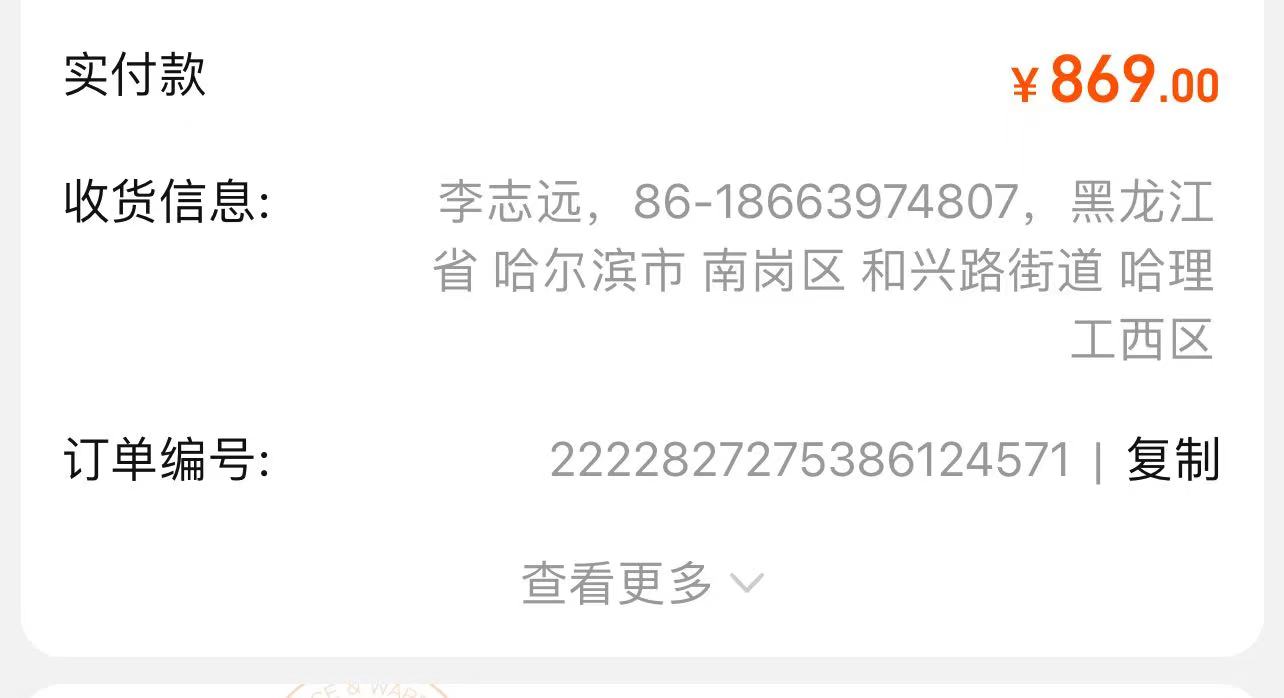 实付款
¥869.00
收货信息:
李志远，86-18663974807，黑龙江
省 哈尔滨市 南岗区 和兴路街道 哈理
工西区
订单编号:
2222827275386124571 | 复制
查看更多
CE & WAR